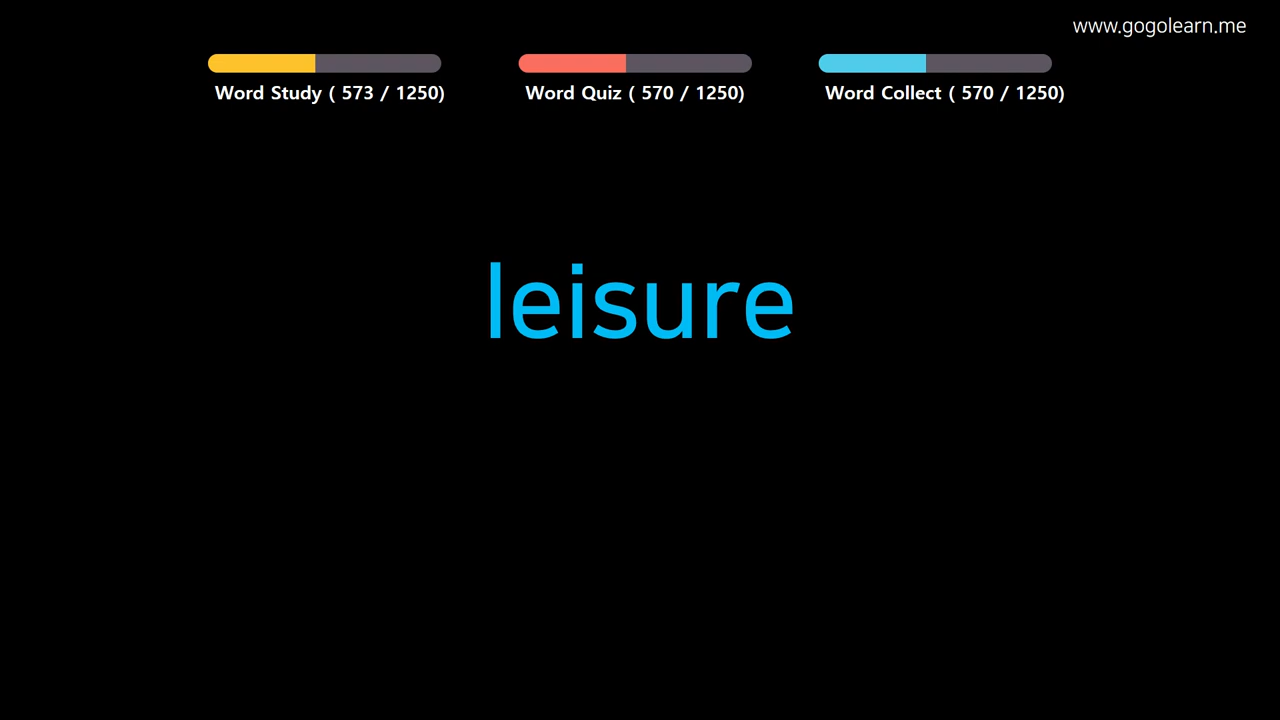 www.gogolearn.me
Word Study ( 573 / 1250)
Word Quiz ( 570 / 1250)
Word Collect ( 570 / 1250)
leisure